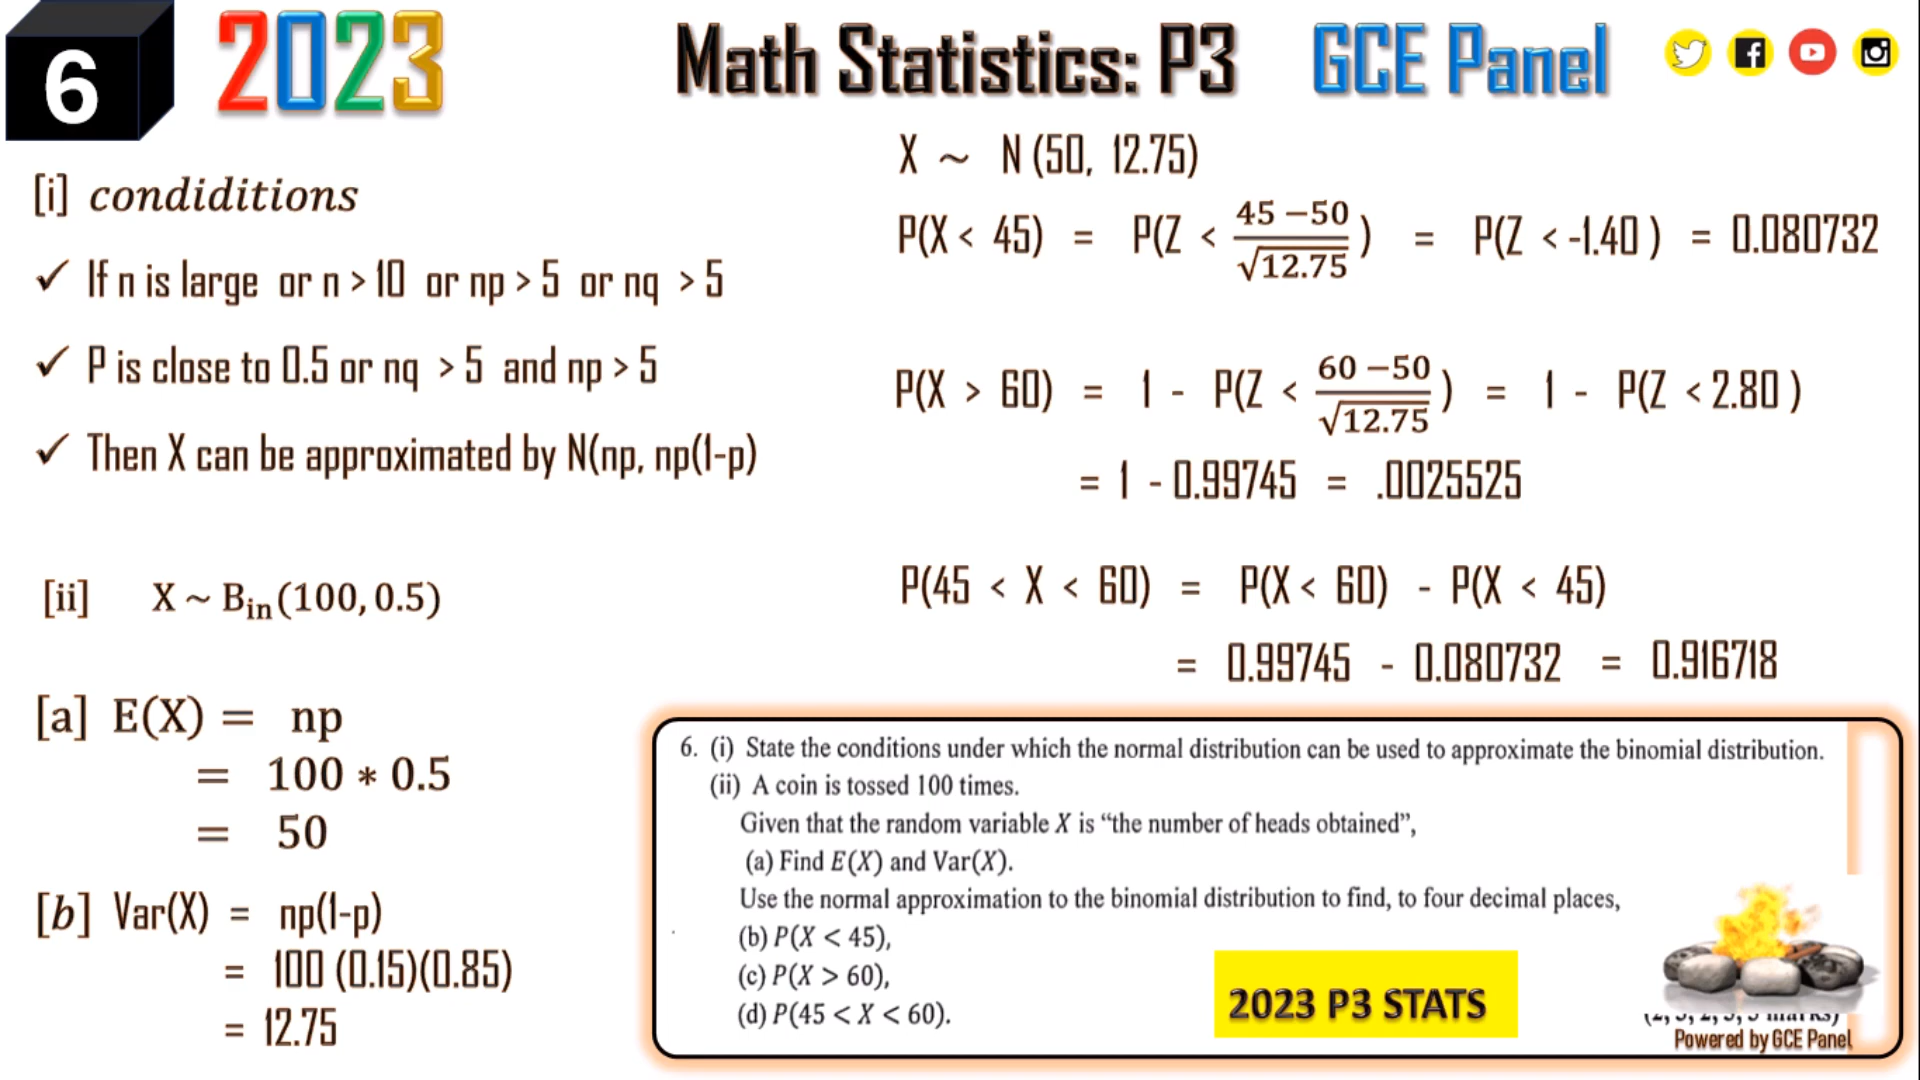 6 2023 Math Statistics: P3 GCE Panel
[i] condiditions
✓ If n is large or n > 10 or np > 5 or nq > 5
✓ P is close to 0.5 or nq > 5 and np > 5
✓ Then X can be approximated by N(np, np(1-p)
[ii] X ~ Bin(100, 0.5)
[a] E(X) = np
= 100 * 0.5
= 50
[b] Var(X) = np(1-p)
= 100 (0.15)(0.85)
= 12.75
X ~ N (50, 12.75)
P(X < 45) = P(Z < (45 −50)/√12.75 ) = P(Z < -1.40 ) = 0.080732
P(X > 60) = 1 - P(Z < (60 −50)/√12.75 ) = 1 - P(Z < 2.80 )
= 1 - 0.99745 = .0025525
P(45 < X < 60) = P(X < 60) - P(X < 45)
= 0.99745 - 0.080732 = 0.916718
6. (i) State the conditions under which the normal distribution can be used to approximate the binomial distribution.
(ii) A coin is tossed 100 times.
Given that the random variable X is “the number of heads obtained”,
(a) Find E(X) and Var(X).
Use the normal approximation to the binomial distribution to find, to four decimal places,
(b) P(X < 45),
(c) P(X > 60),
(d) P(45 < X < 60).
2023 P3 STATS
Powered by GCE Panel